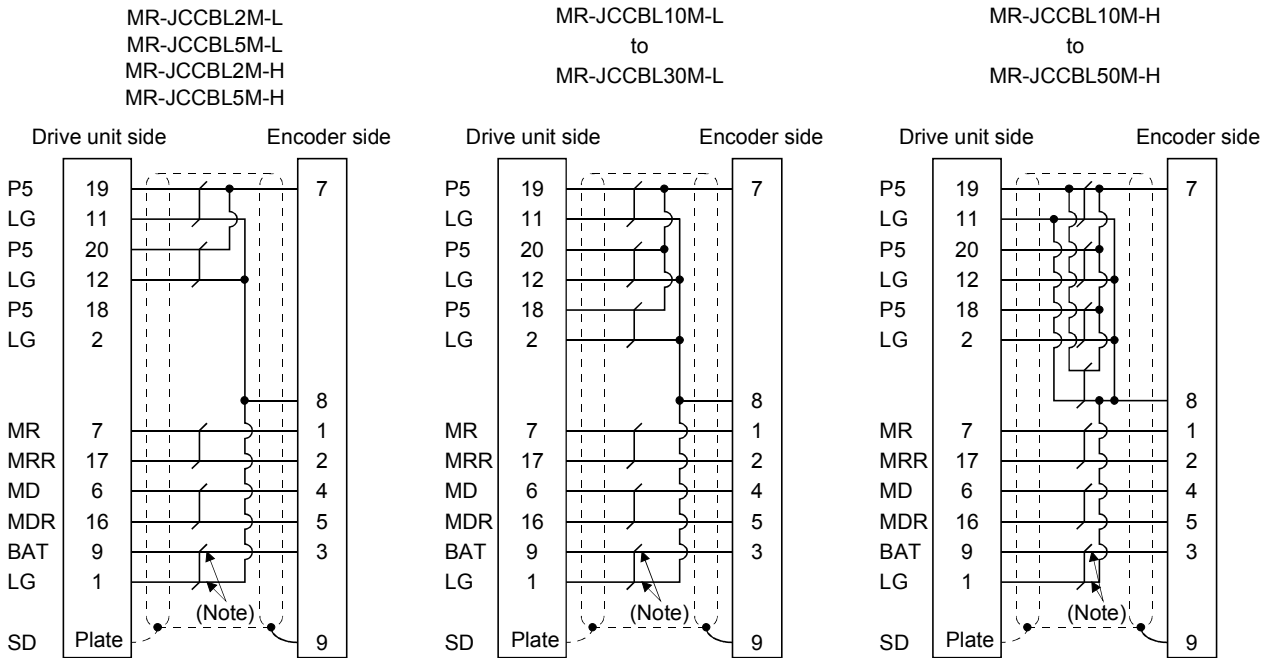 MR-JCCBL2M-L
MR-JCCBL5M-L
MR-JCCBL2M-H
MR-JCCBL5M-H
Drive unit side Encoder side
P5 19 7
LG 11
P5 20
LG 12
P5 18
LG 2
8
MR 7 1
MRR 17 2
MD 6 4
MDR 16 5
BAT 9 3
LG 1
(Note)
SD Plate 9
MR-JCCBL10M-L
to
MR-JCCBL30M-L
Drive unit side Encoder side
P5 19 7
LG 11
P5 20
LG 12
P5 18
LG 2
8
MR 7 1
MRR 17 2
MD 6 4
MDR 16 5
BAT 9 3
LG 1
(Note)
SD Plate 9
MR-JCCBL10M-H
to
MR-JCCBL50M-H
Drive unit side Encoder side
P5 19 7
LG 11
P5 20
LG 12
P5 18
LG 2
8
MR 7 1
MRR 17 2
MD 6 4
MDR 16 5
BAT 9 3
LG 1
(Note)
SD Plate 9